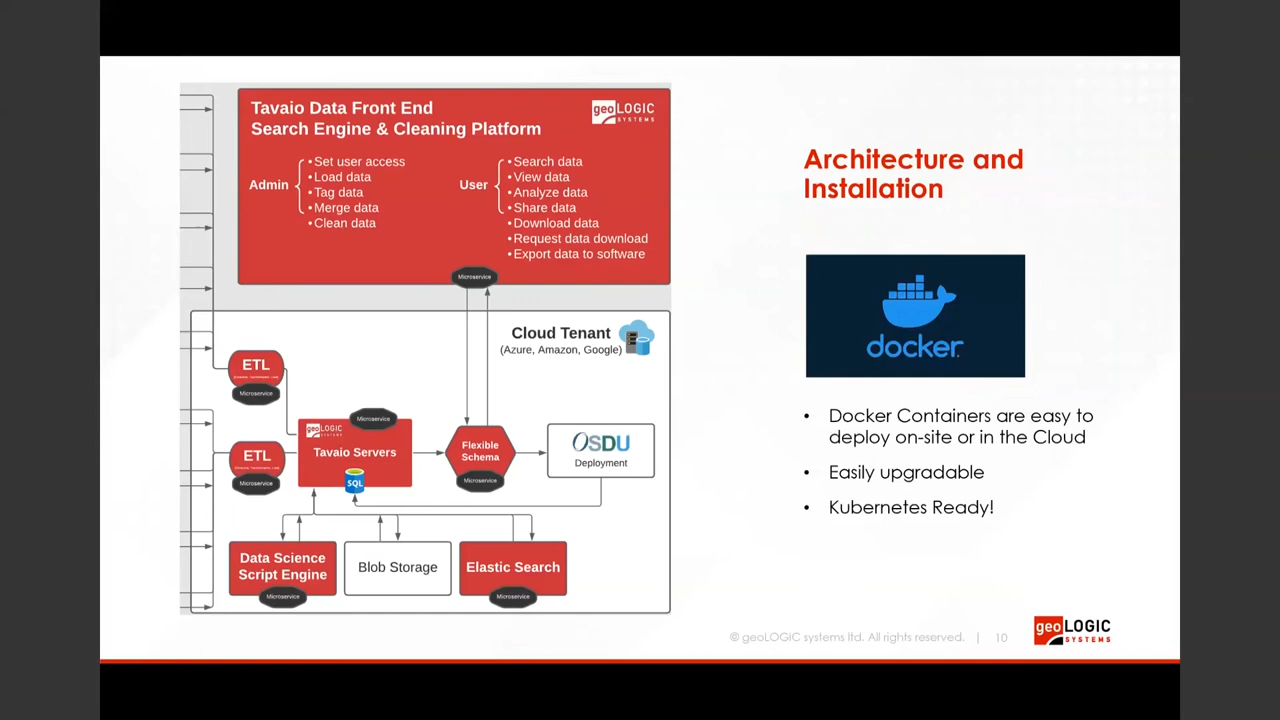 Tavaio Data Front End
Search Engine & Cleaning Platform
geoLOGIC
SYSTEMS
Admin
• Set user access
• Load data
• Tag data
• Merge data
• Clean data
User
• Search data
• View data
• Analyze data
• Share data
• Download data
• Request data download
• Export data to software
Microservice
Cloud Tenant
(Azure, Amazon, Google)
ETL
Microservice
ETL
Microservice
Microservice
geoLOGIC
SYSTEMS
Tavaio Servers
SQL
Flexible
Schema
Microservice
OSDU
Deployment
Data Science
Script Engine
Microservice
Blob Storage
Elastic Search
Microservice
Architecture and
Installation
docker
• Docker Containers are easy to
deploy on-site or in the Cloud
• Easily upgradable
• Kubernetes Ready!
© geoLOGIC systems ltd. All rights reserved. | 10
geoLOGIC
SYSTEMS